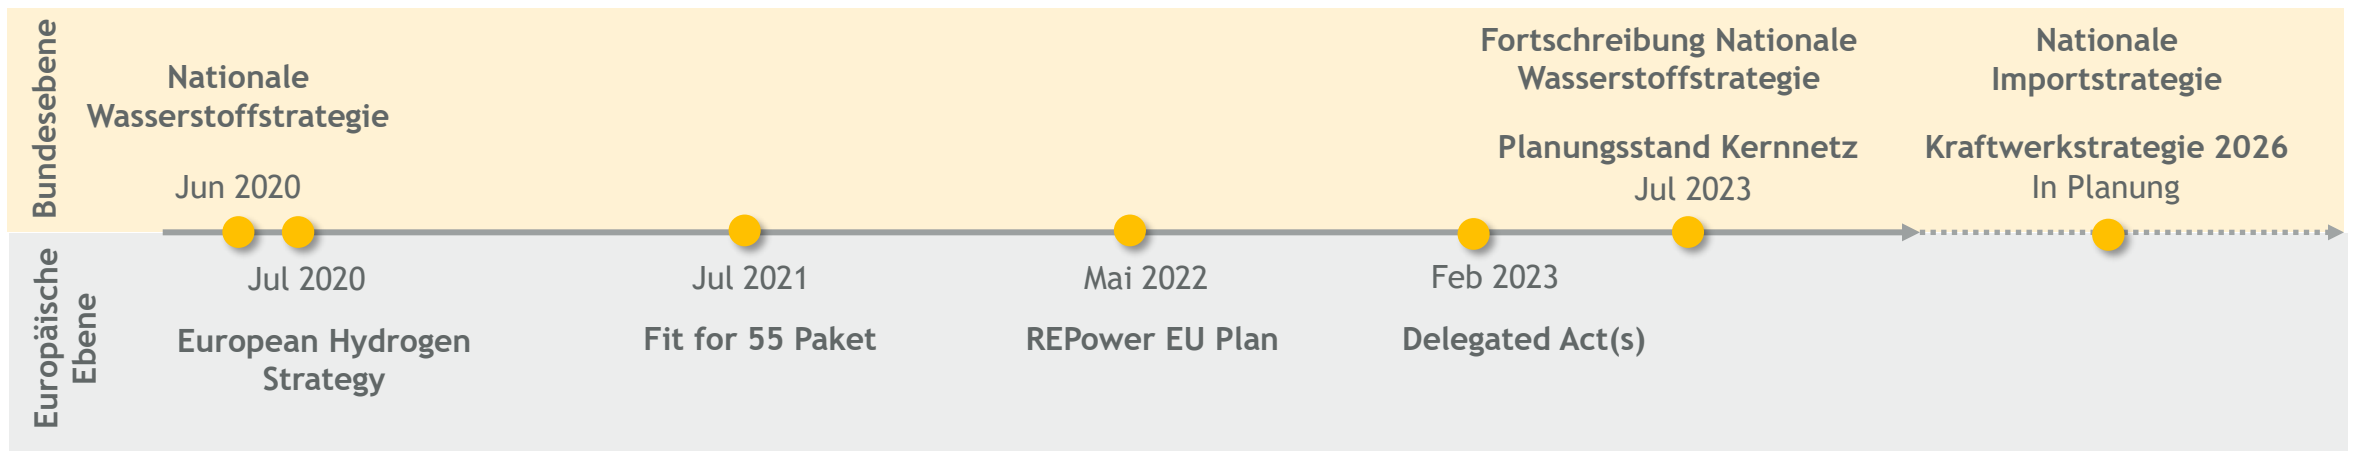 Bundesebene
Nationale
Wasserstoffstrategie
Jun 2020
Fortschreibung Nationale
Wasserstoffstrategie
Planungsstand Kernnetz
Jul 2023
Nationale
Importstrategie
Kraftwerkstrategie 2026
In Planung
Europäische
Ebene
Jul 2020
European Hydrogen
Strategy
Jul 2021
Fit for 55 Paket
Mai 2022
REPower EU Plan
Feb 2023
Delegated Act(s)